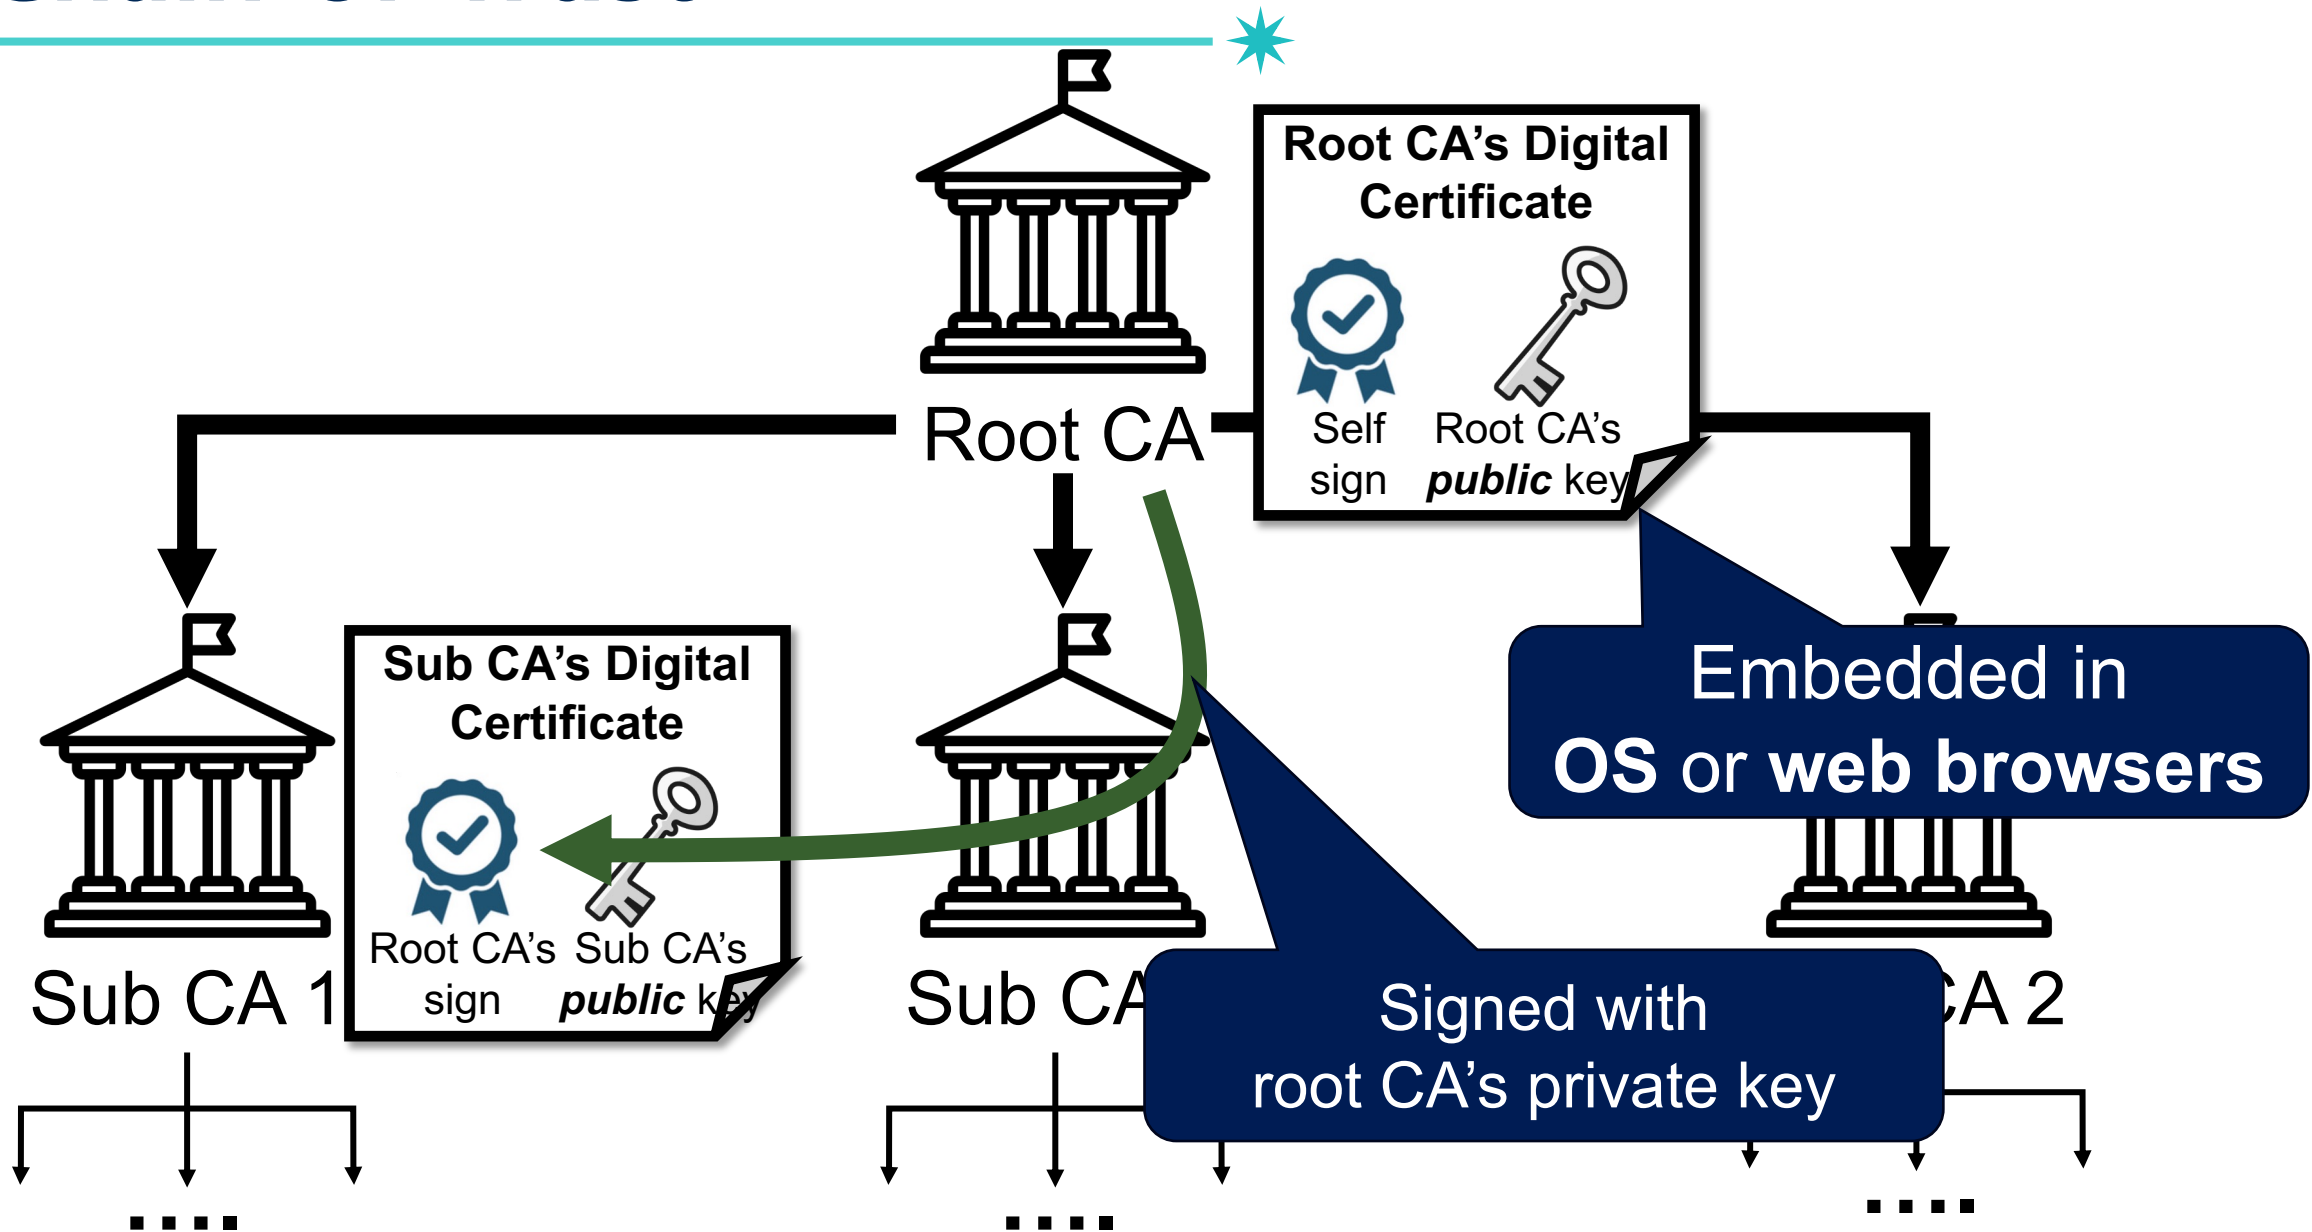 Root CA's Digital
Certificate
Self
sign
Root CA's
public key
Root CA
Embedded in
OS or web browsers
Sub CA's Digital
Certificate
Root CA's
sign
Sub CA's
public key
Sub CA 1
Sub CA
Signed with
root CA's private key
CA 2
....
....
....